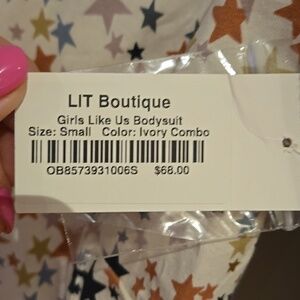 LIT Boutique
Girls Like Us Bodysuit
Size: Small Color: Ivory Combo
OB8573931006S $68.00